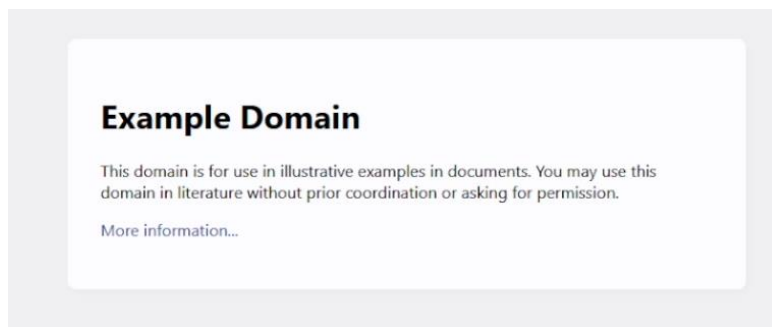 Example Domain
This domain is for use in illustrative examples in documents. You may use this
domain in literature without prior coordination or asking for permission.
More information...